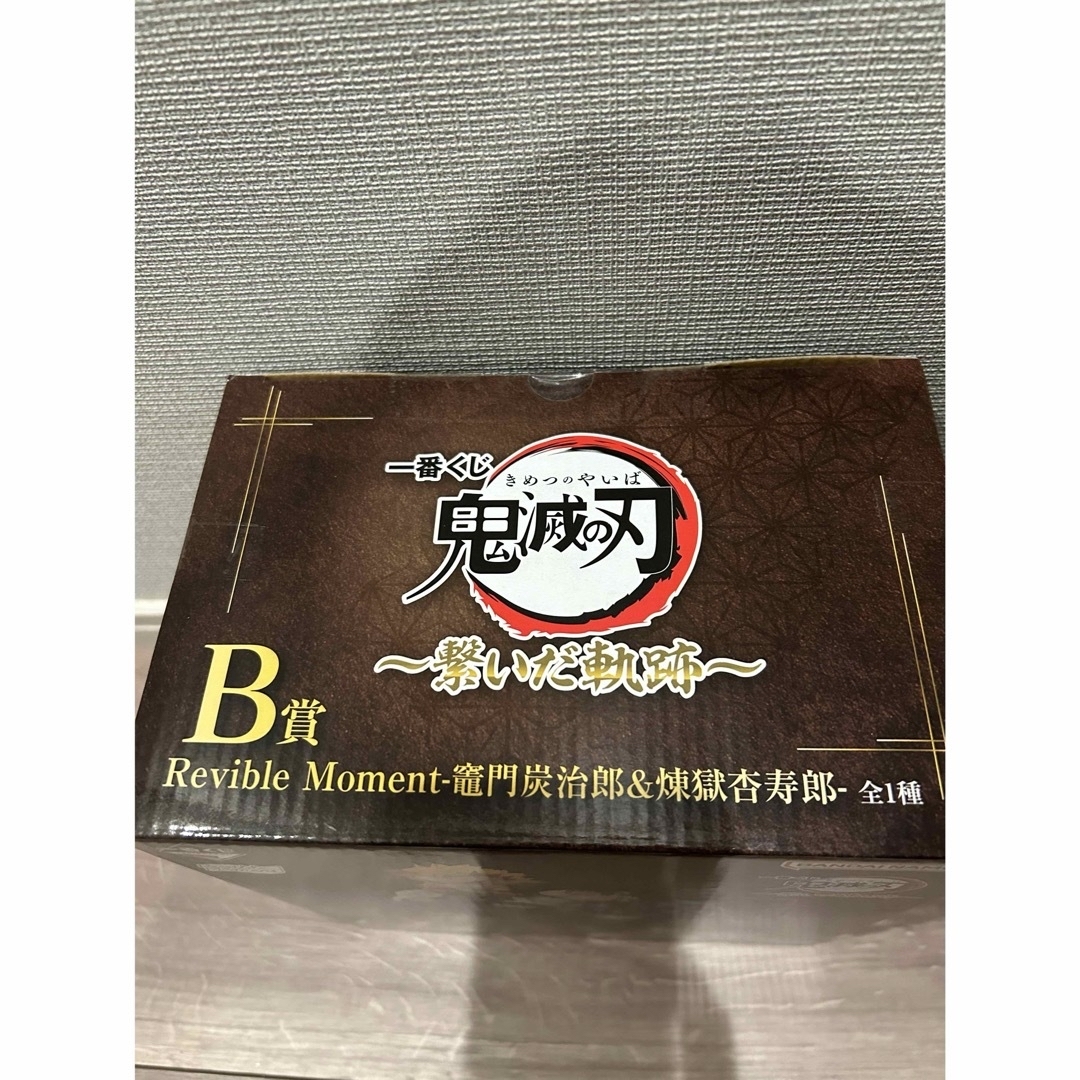 一番くじ
きめつのやいば
鬼滅の刃
～繋いだ軌跡～
B賞
Revible Moment-竈門炭治郎&煉獄杏寿郎- 全1種